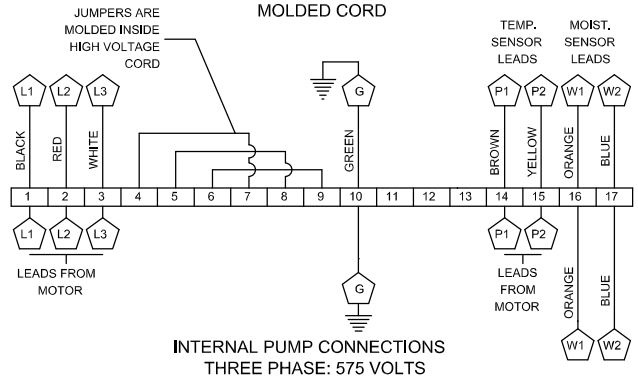 MOLDED CORD
JUMPERS ARE
MOLDED INSIDE
HIGH VOLTAGE
CORD
TEMP.
SENSOR
LEADS
MOIST.
SENSOR
LEADS
L1
L2
L3
G
P1
P2
W1
W2
BLACK
RED
WHITE
GREEN
BROWN
YELLOW
ORANGE
BLUE
1 2 3 4 5 6 7 8 9 10 11 12 13 14 15 16 17
L1
L2
L3
P1
P2
LEADS FROM
MOTOR
LEADS
FROM
MOTOR
ORANGE
BLUE
G
W1
W2
INTERNAL PUMP CONNECTIONS
THREE PHASE: 575 VOLTS